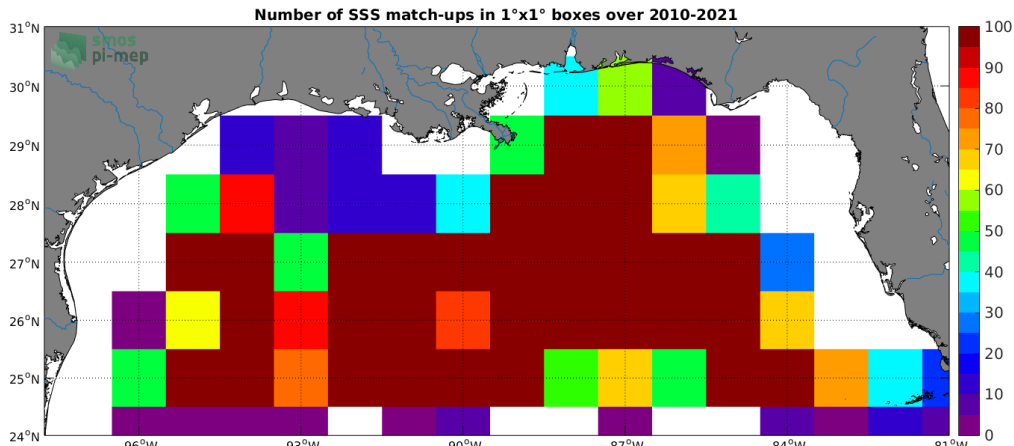 Number of SSS match-ups in 1°x1° boxes over 2010-2021
smos
pi-mep
31°N
30°N
29°N
28°N
27°N
26°N
25°N
24°N
96°W
93°W
90°W
87°W
84°W
81°W
100
90
80
70
60
50
40
30
20
10
0